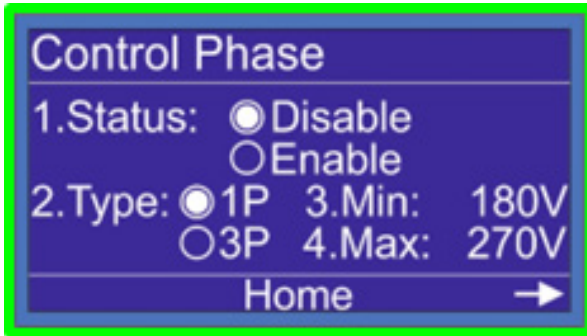 Control Phase
1.Status: Disable
Enable
2.Type: 1P 3.Min: 180V
3P 4.Max: 270V
Home